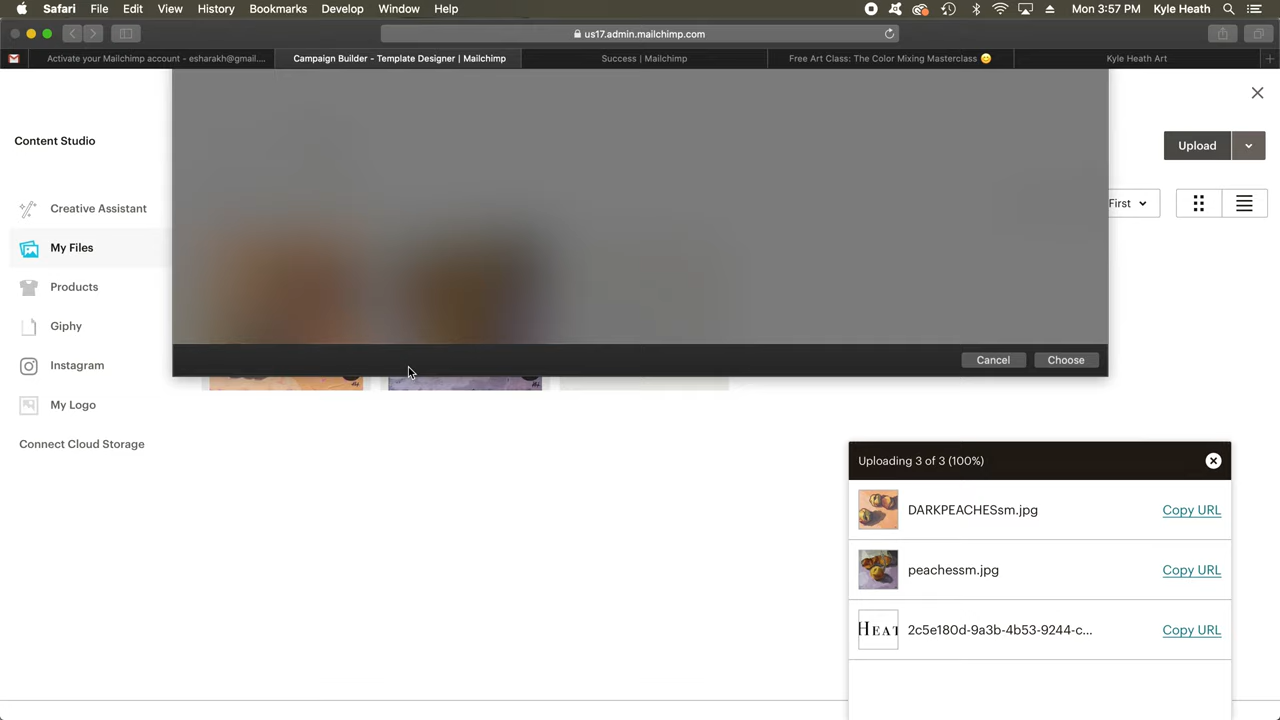 Safari File Edit View History Bookmarks Develop Window Help Mon 3:57 PM Kyle Heath
us17.admin.mailchimp.com
Activate your Mailchimp account - esharakh@gmail.... Campaign Builder - Template Designer | Mailchimp Success | Mailchimp Free Art Class: The Color Mixing Masterclass 😊 Kyle Heath Art
Content Studio
Upload
Creative Assistant
First
My Files
Products
Giphy
Instagram
Cancel Choose
My Logo
Connect Cloud Storage
Uploading 3 of 3 (100%)
DARKPEACHESsm.jpg Copy URL
peachessm.jpg Copy URL
HEAT 2c5e180d-9a3b-4b53-9244-c... Copy URL